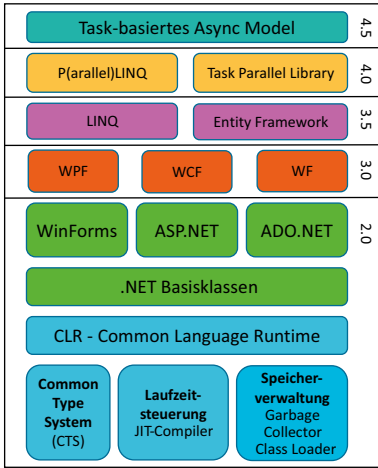 Task-basiertes Async Model
4.5
P(arallel)LINQ
Task Parallel Library
4.0
LINQ
Entity Framework
3.5
WPF
WCF
WF
3.0
WinForms
ASP.NET
ADO.NET
2.0
.NET Basisklassen
CLR - Common Language Runtime
Common
Type
System
(CTS)
Laufzeit-
steuerung
JIT-Compiler
Speicher-
verwaltung
Garbage
Collector
Class Loader